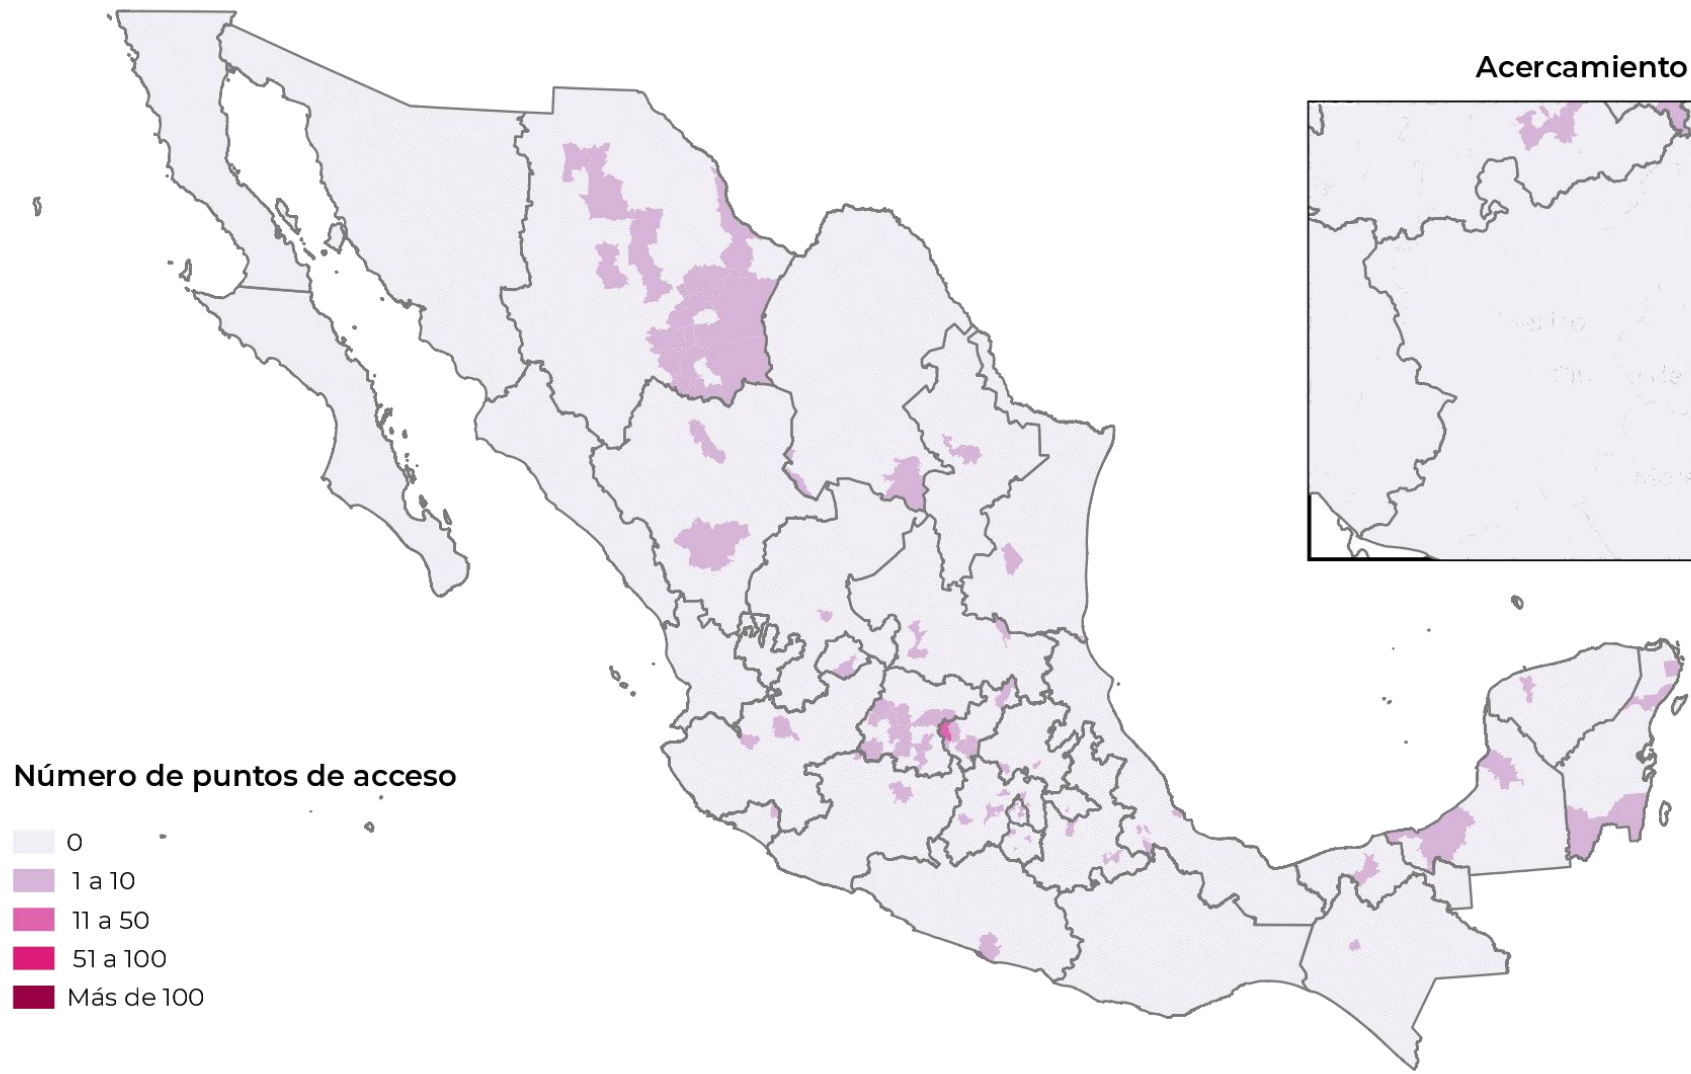 Acercamiento
Número de puntos de acceso
0
1 a 10
11 a 50
51 a 100
Más de 100